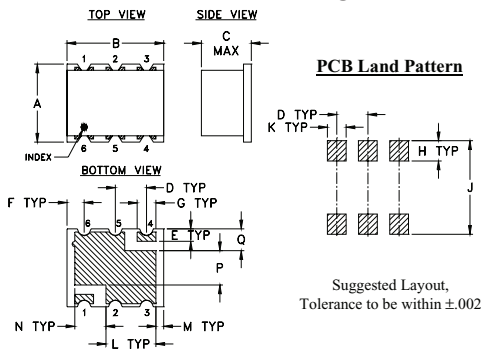 TOP VIEW
SIDE VIEW
B
C
MAX
1 2 3
A
INDEX
6 5 4
PCB Land Pattern
D TYP
K TYP
H TYP
J
BOTTOM VIEW
D TYP
F TYP
G TYP
6 5 4
E TYP
Q
P
1 2 3
N TYP
M TYP
L TYP
Suggested Layout,
Tolerance to be within ±.002